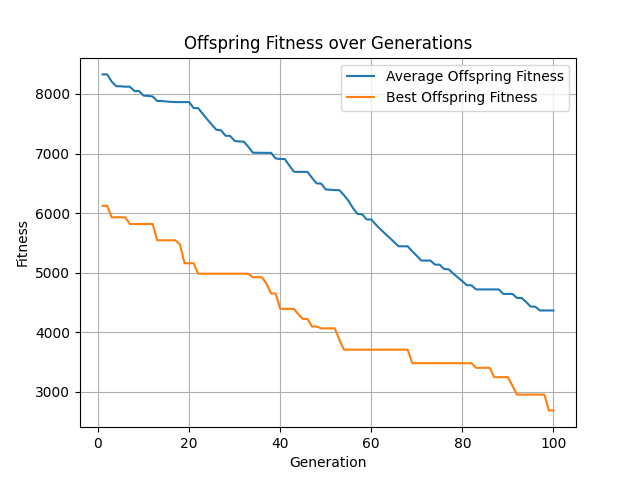 Offspring Fitness over Generations
Average Offspring Fitness
Best Offspring Fitness
Fitness
8000
7000
6000
5000
4000
3000
0 20 40 60 80 100
Generation